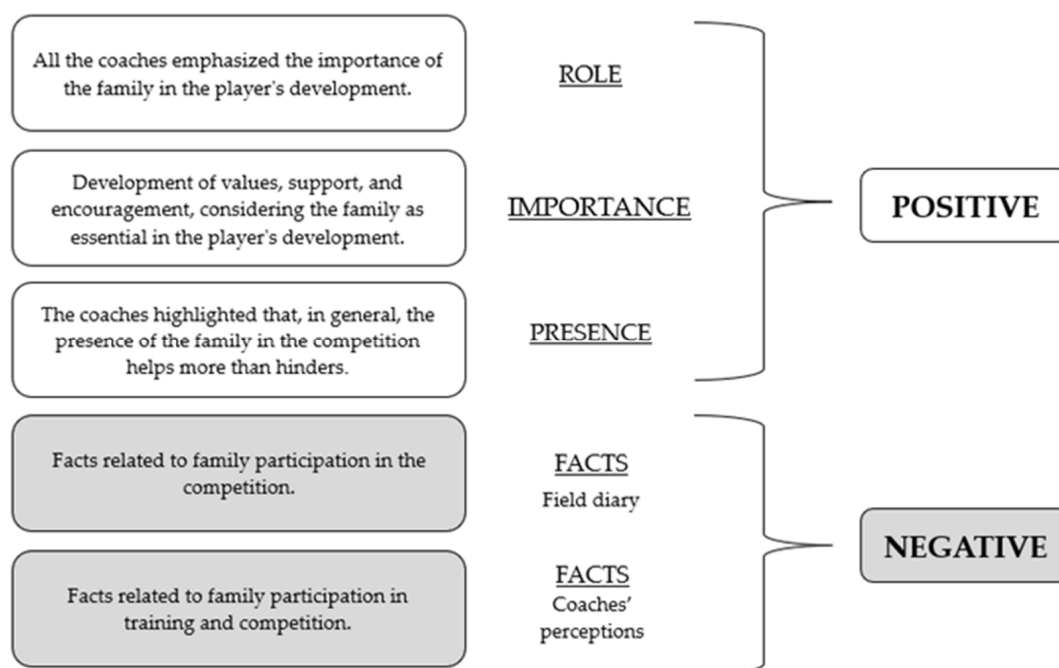 All the coaches emphasized the importance of
the family in the player's development.
ROLE
Development of values, support, and
encouragement, considering the family as
essential in the player's development.
IMPORTANCE
The coaches highlighted that, in general, the
presence of the family in the competition
helps more than hinders.
PRESENCE
POSITIVE
Facts related to family participation in the
competition.
FACTS
Field diary
Facts related to family participation in
training and competition.
FACTS
Coaches’
perceptions
NEGATIVE